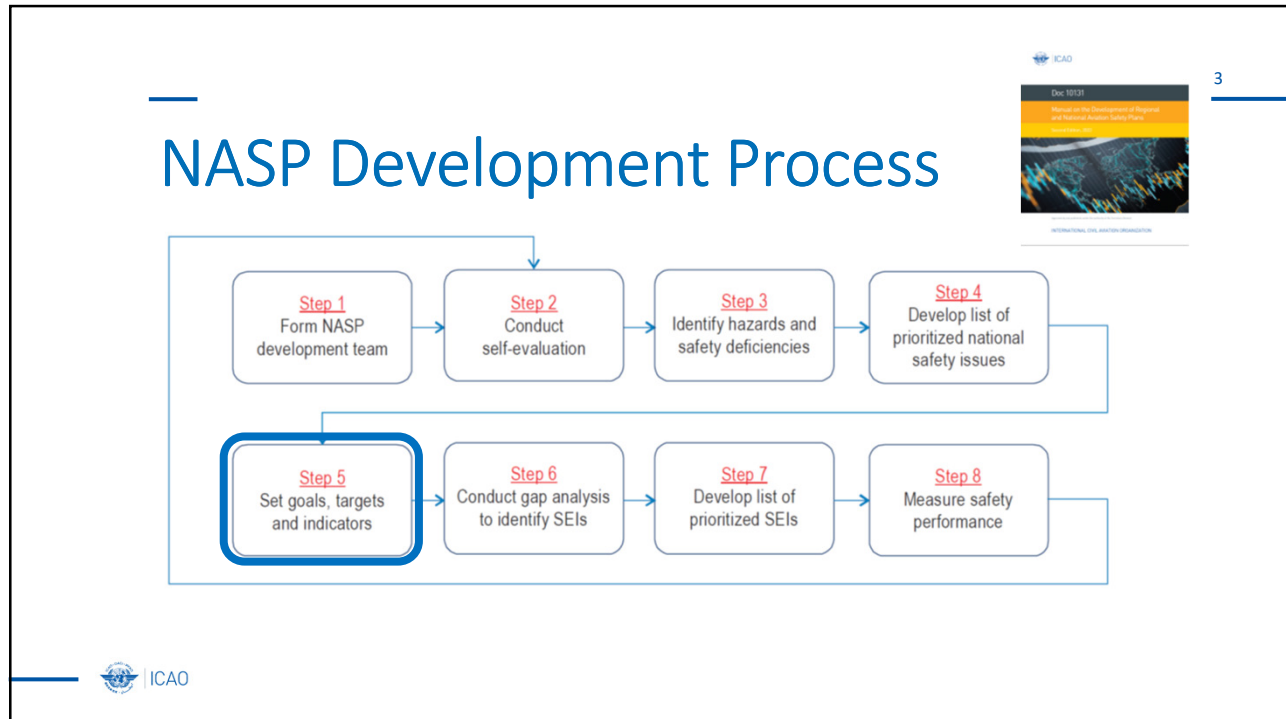 ICAO
3
Doc 10131
Manual on the Development of Regional
and National Aviation Safety Plans
INTERNATIONAL CIVIL AVIATION ORGANIZATION
NASP Development Process
Step 1
Form NASP
development team
Step 2
Conduct
self-evaluation
Step 3
Identify hazards and
safety deficiencies
Step 4
Develop list of
prioritized national
safety issues
Step 5
Set goals, targets
and indicators
Step 6
Conduct gap analysis
to identify SEIs
Step 7
Develop list of
prioritized SEIs
Step 8
Measure safety
performance
ICAO